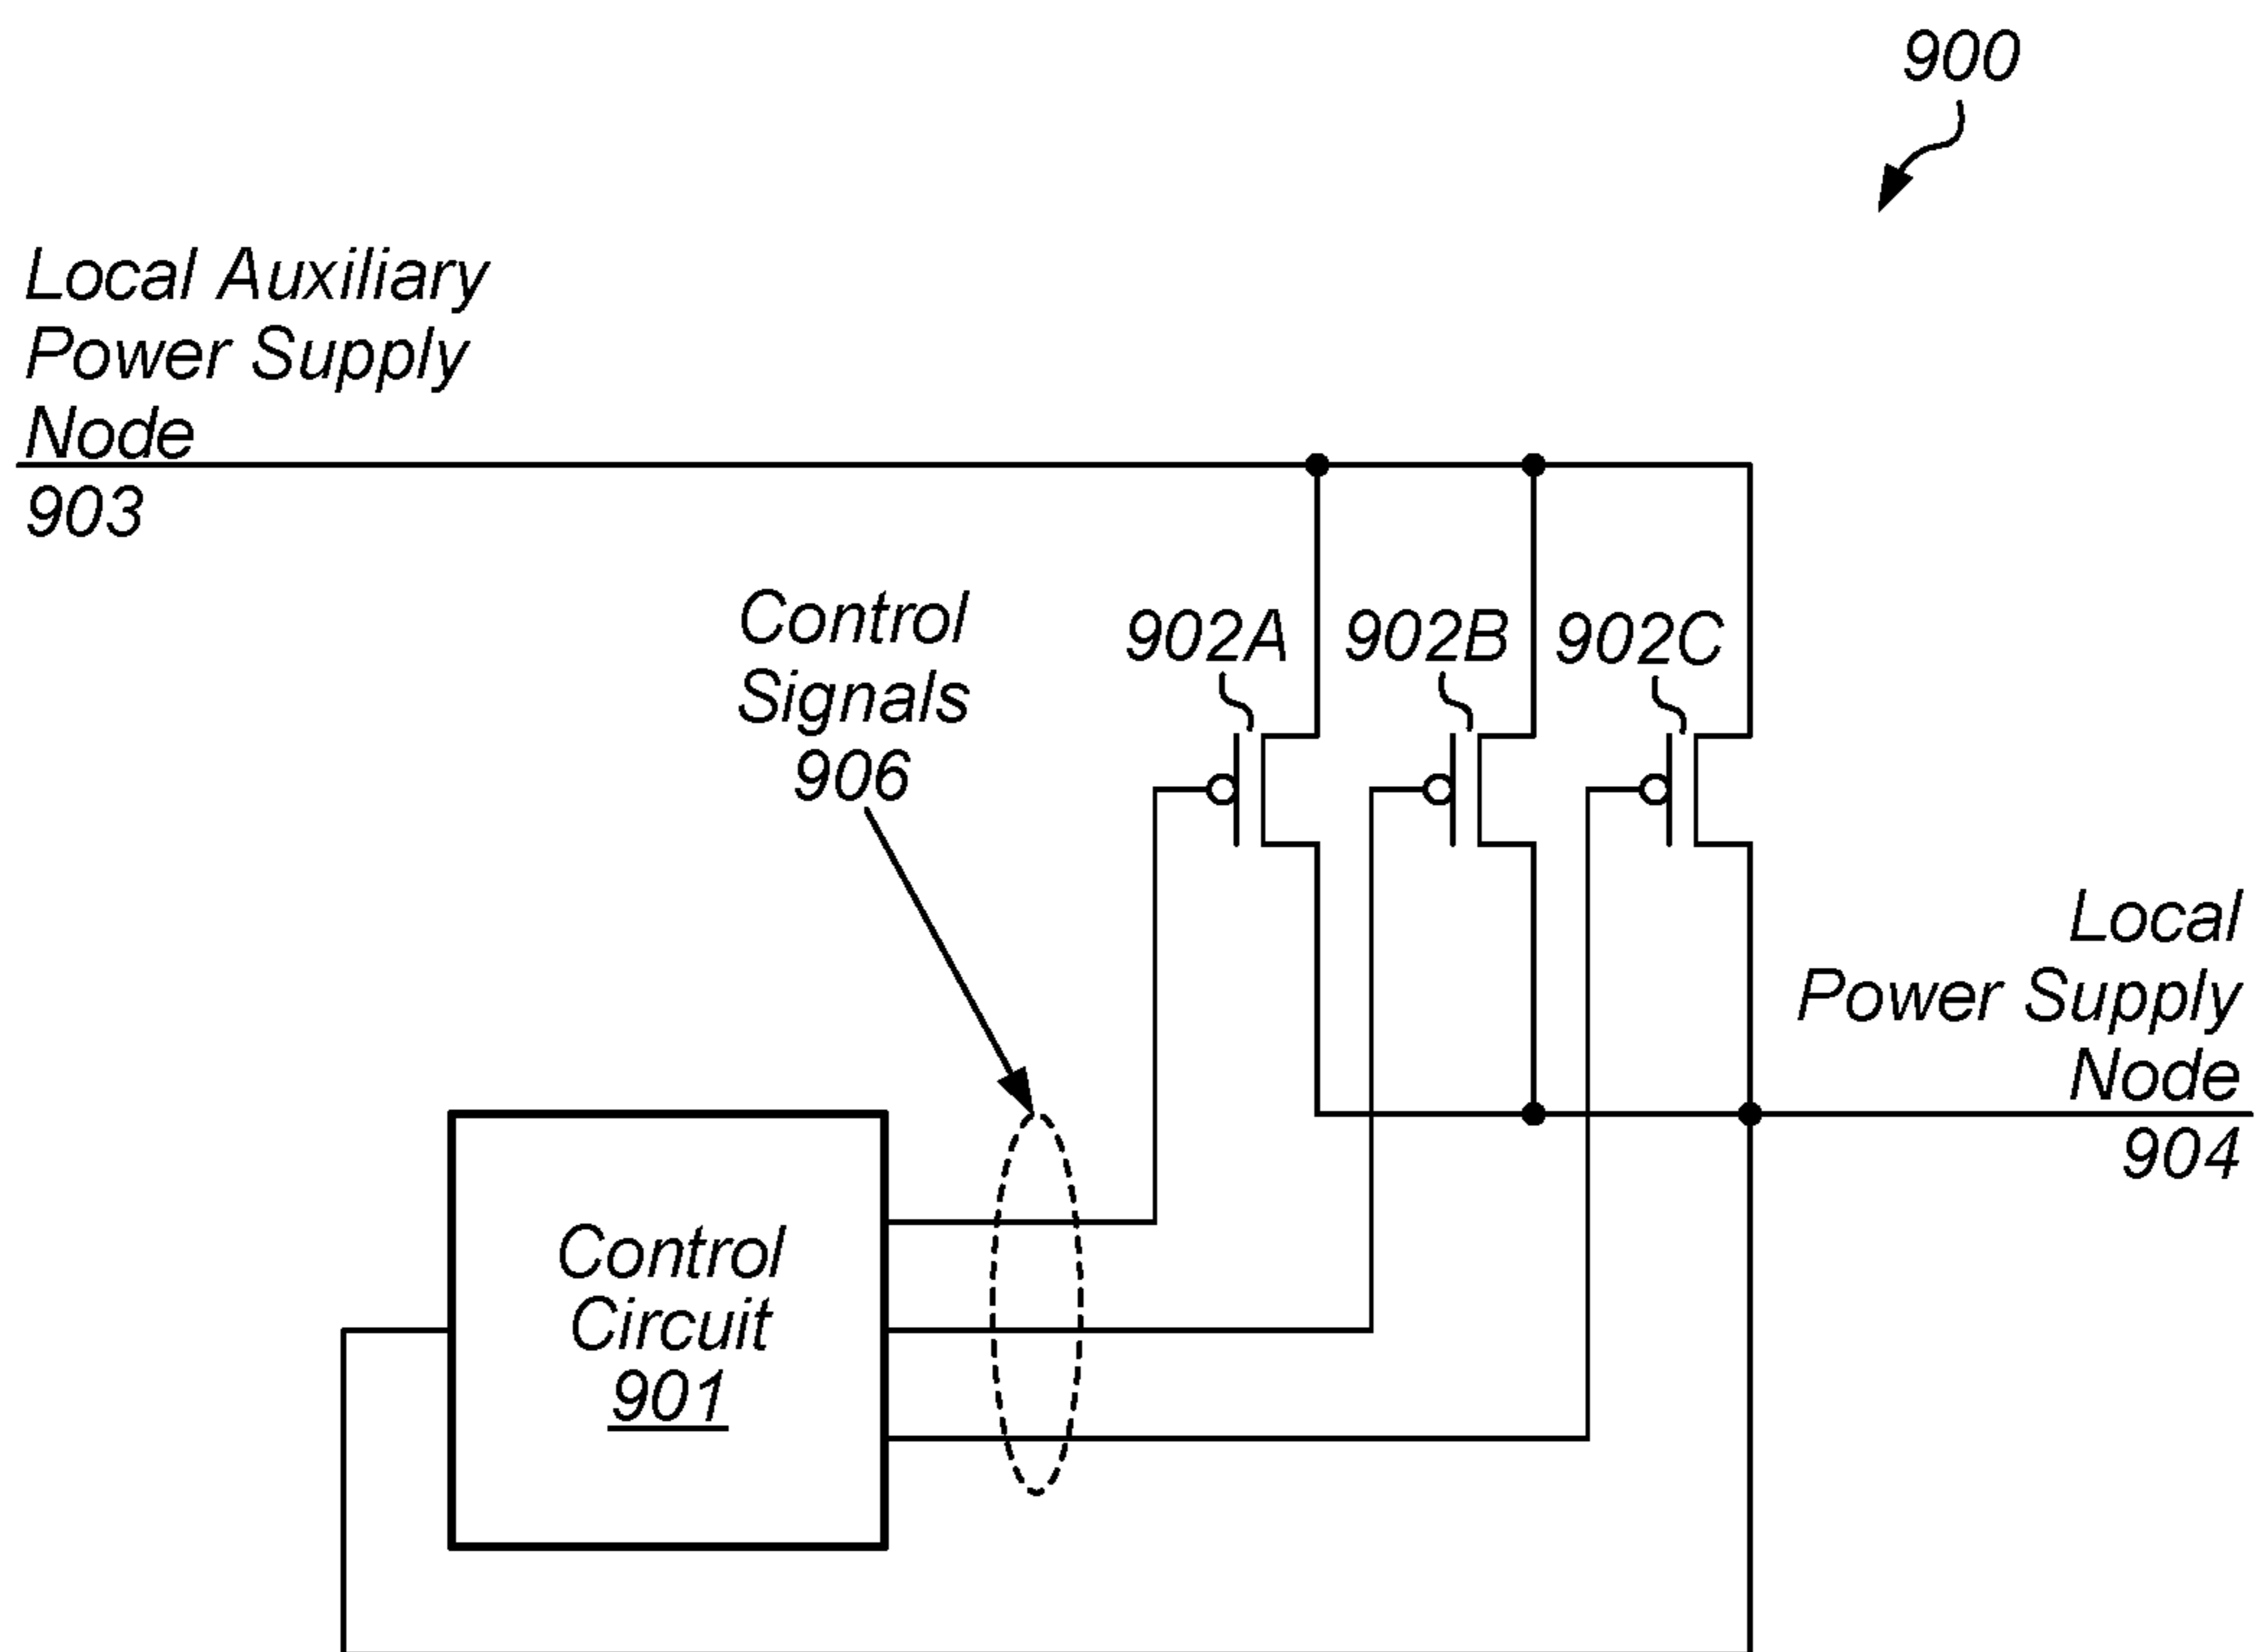 900
Local Auxiliary
Power Supply
Node
903
Control
Signals
906
902A
902B
902C
Local
Power Supply
Node
904
Control
Circuit
901